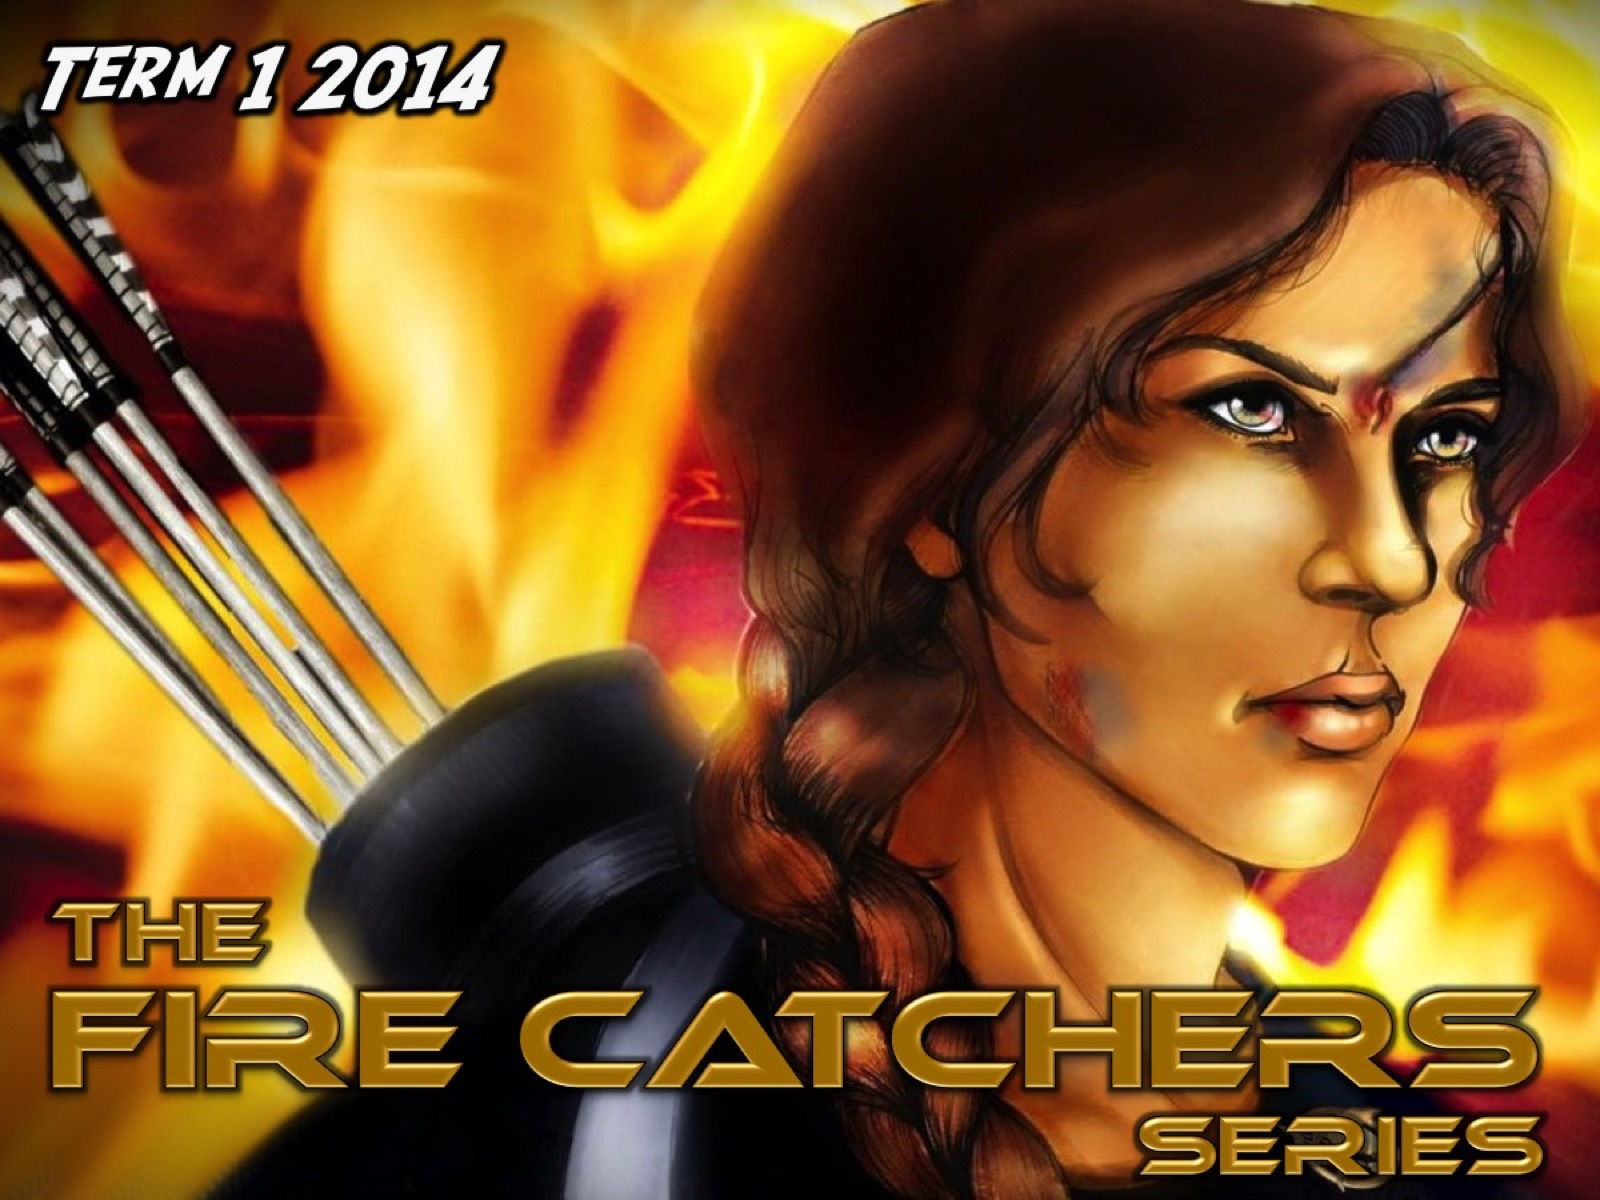 TERM 1 2014
THE
FIRE CATCHERS
SERIES